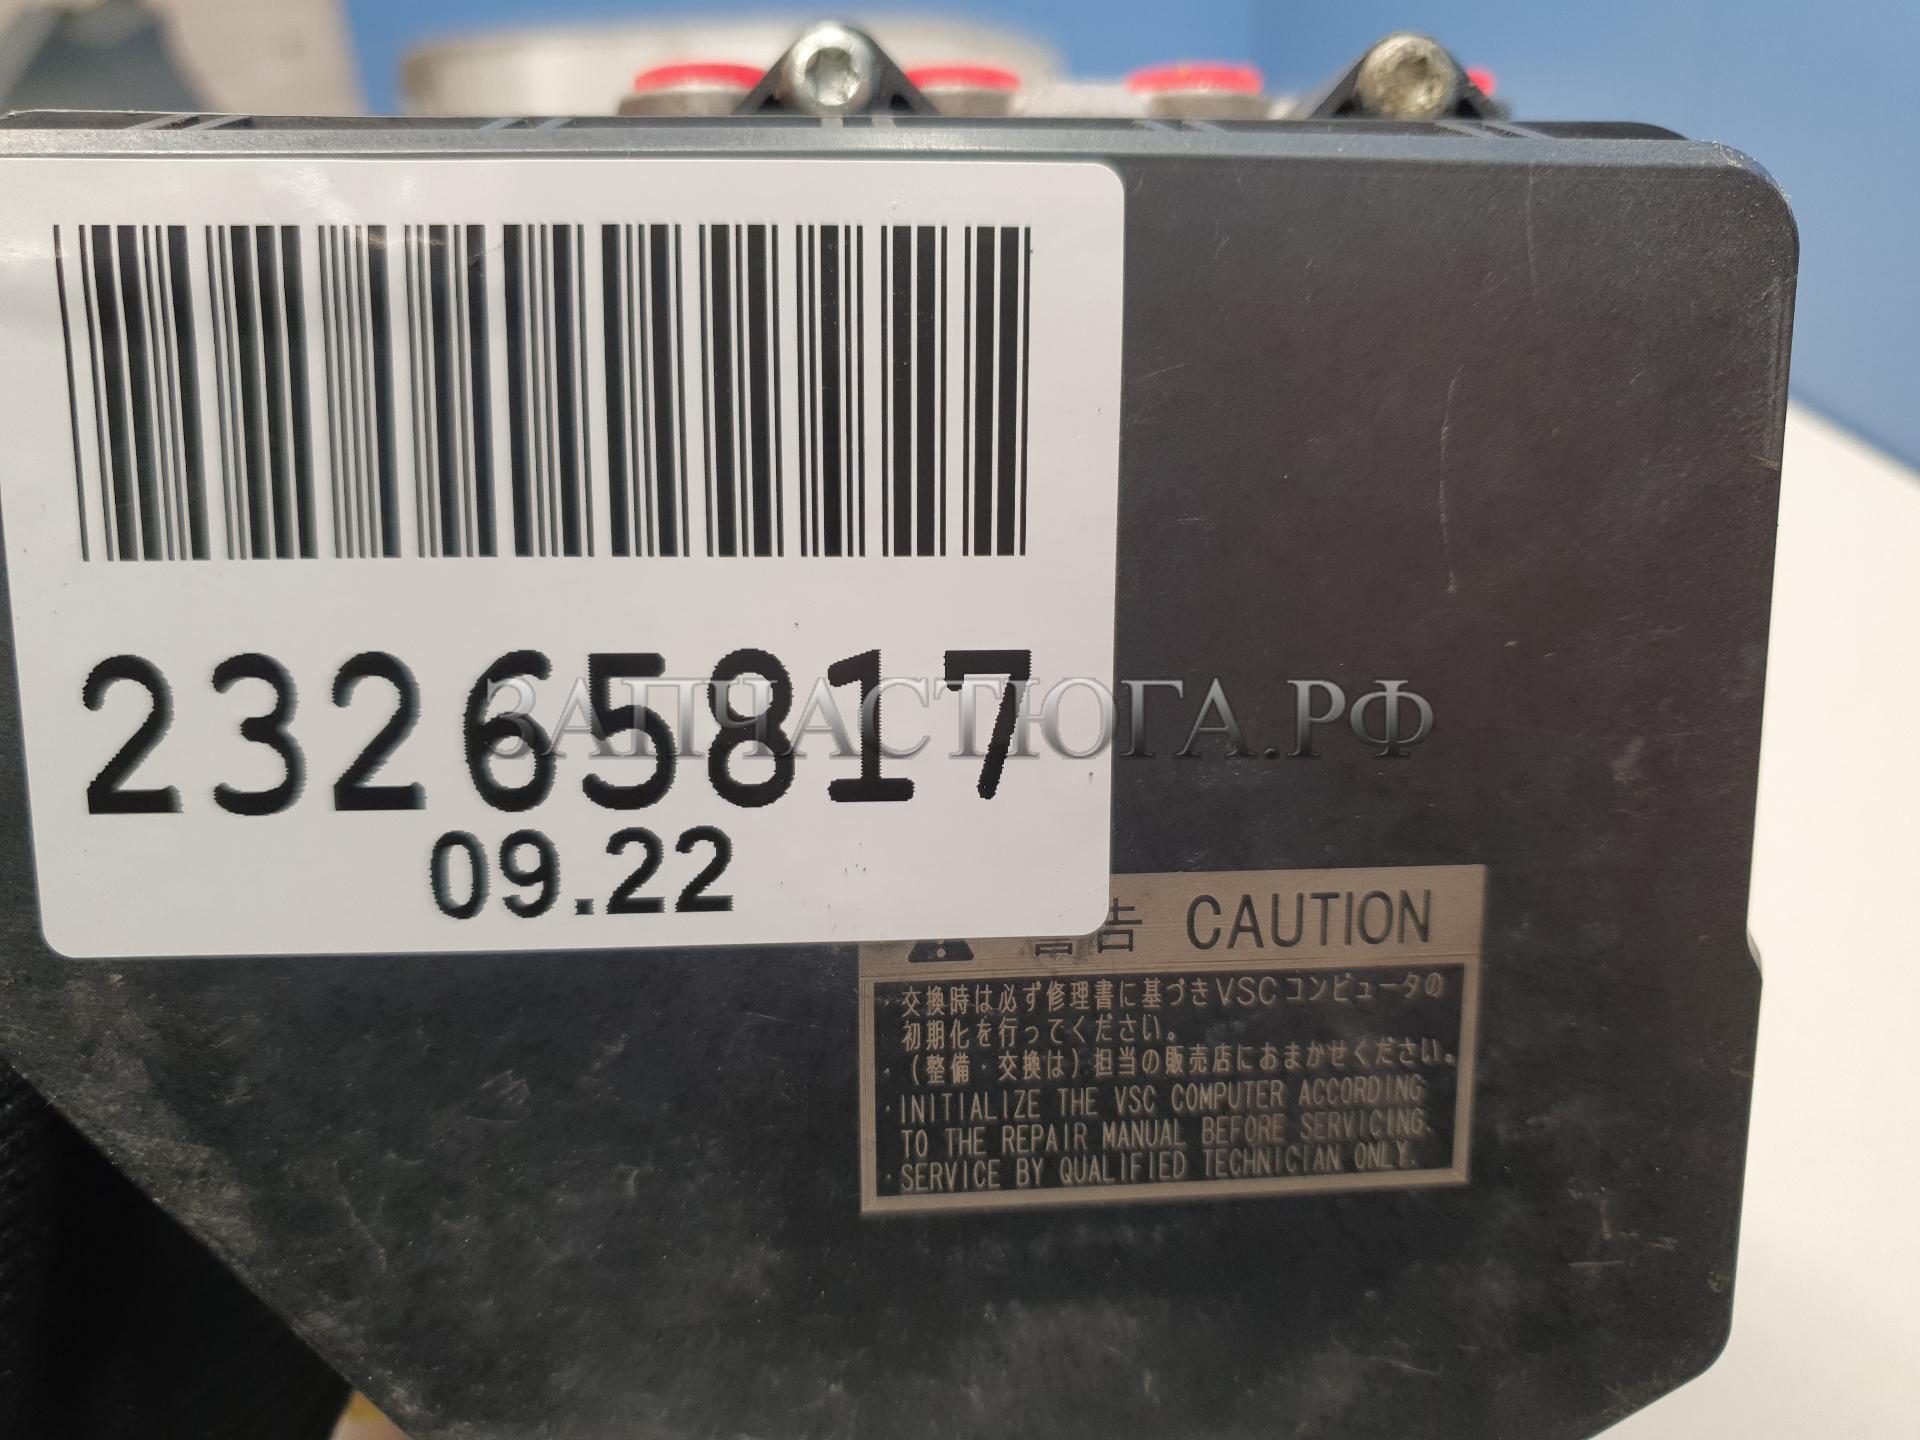 23265817
09.22
ЗАПЧАСТЮГА.РФ
警告 CAUTION
・交換時は必ず修理書に基づきVSCコンピュータの
初期化を行ってください。
・(整備・交換は)担当の販売店におまかせください。
・INITIALIZE THE VSC COMPUTER ACCORDING
TO THE REPAIR MANUAL BEFORE SERVICING.
・SERVICE BY QUALIFIED TECHNICIAN ONLY.